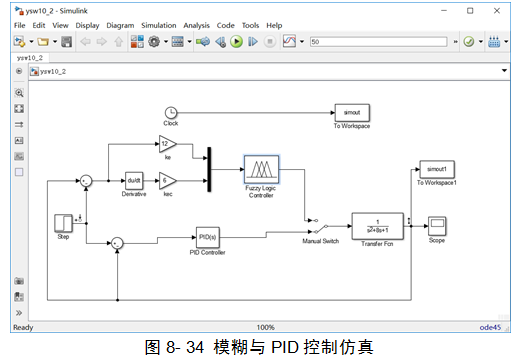 ysw10_2 - Simulink
File Edit View Display Diagram Simulation Analysis Code Tools Help
50
ysw10_2
ysw10_2
Clock
simout
To Workspace
12
ke
du/dt
Derivative
6
kec
Fuzzy Logic
Controller
simout1
To Workspace1
Step
PID(s)
PID Controller
Manual Switch
1
s²+8s+1
Transfer Fcn
Scope
Ready 100% ode45
图 8- 34 模糊与 PID 控制仿真